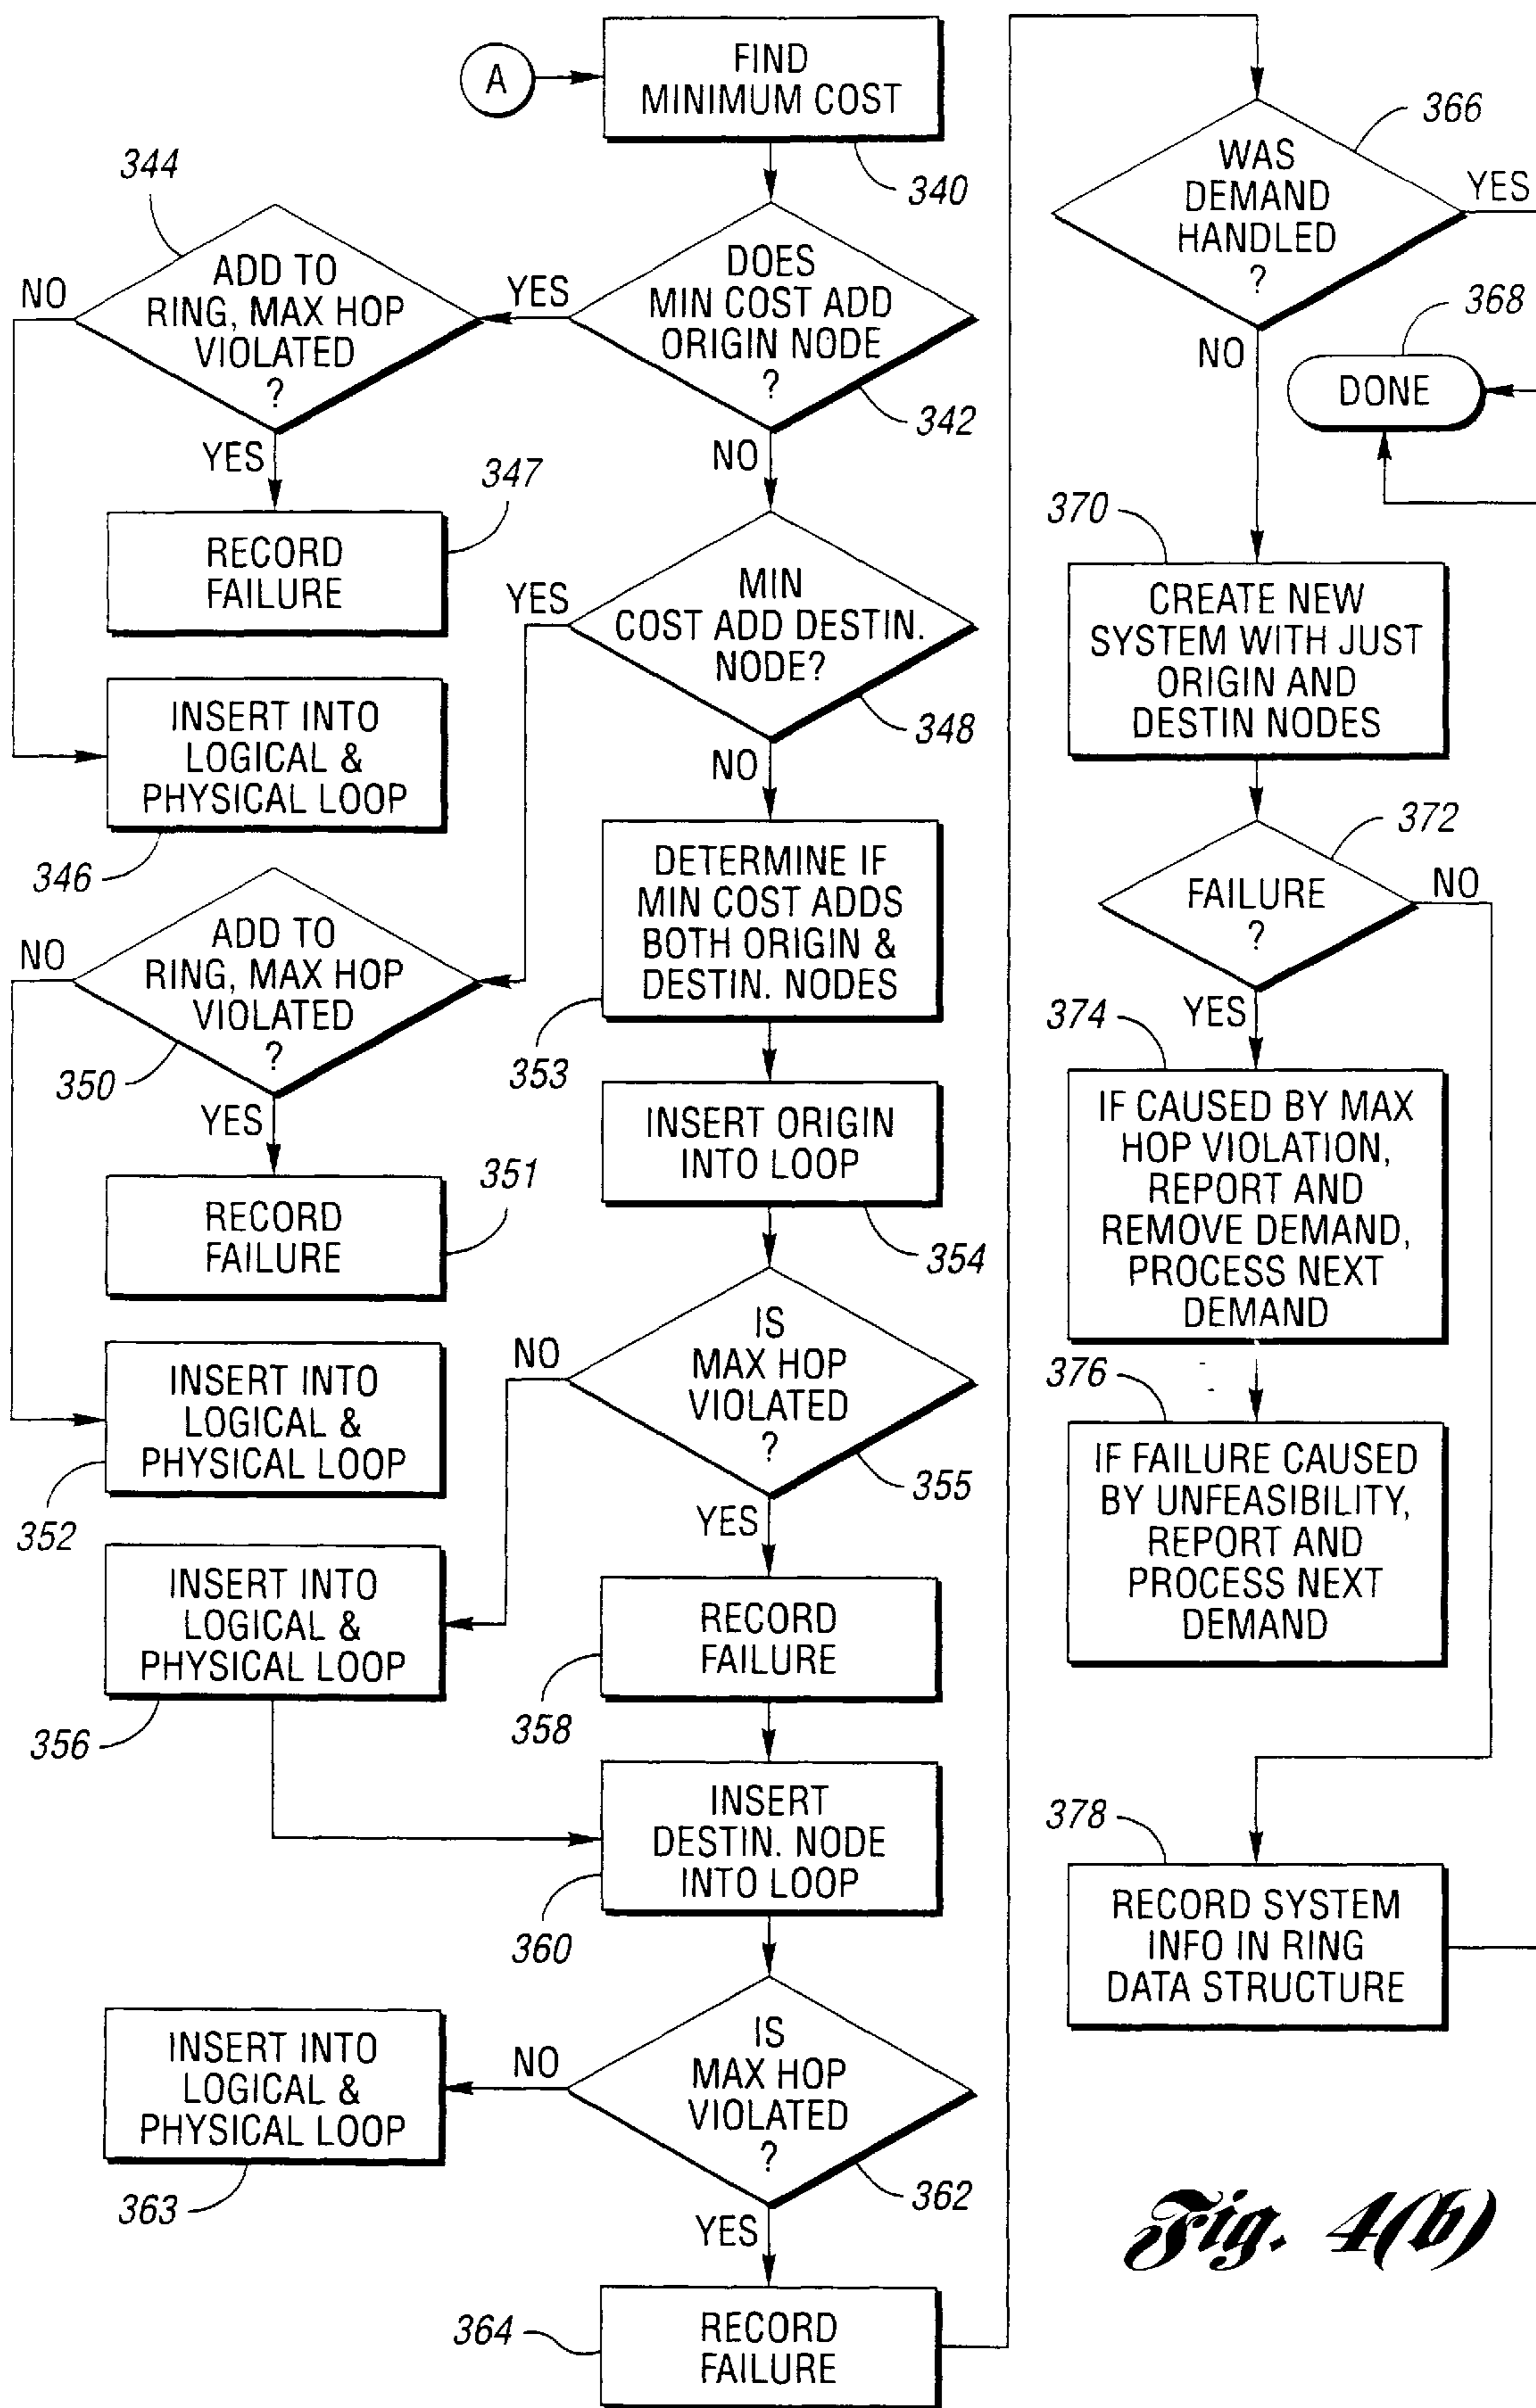 A
FIND
MINIMUM COST
340
344
ADD TO
RING, MAX HOP
VIOLATED
?
NO
YES
DOES
MIN COST ADD
ORIGIN NODE
?
342
YES
NO
347
RECORD
FAILURE
INSERT INTO
LOGICAL &
PHYSICAL LOOP
346
YES
MIN
COST ADD DESTIN.
NODE?
348
NO
ADD TO
RING, MAX HOP
VIOLATED
?
NO
350
YES
351
RECORD
FAILURE
INSERT INTO
LOGICAL &
PHYSICAL LOOP
352
DETERMINE IF
MIN COST ADDS
BOTH ORIGIN &
DESTIN. NODES
353
INSERT ORIGIN
INTO LOOP
354
NO
IS
MAX HOP
VIOLATED
?
355
YES
INSERT INTO
LOGICAL &
PHYSICAL LOOP
356
RECORD
FAILURE
358
INSERT
DESTIN. NODE
INTO LOOP
360
INSERT INTO
LOGICAL &
PHYSICAL LOOP
363
NO
IS
MAX HOP
VIOLATED
?
362
YES
364
RECORD
FAILURE
WAS
DEMAND
HANDLED
?
366
YES
NO
368
DONE
370
CREATE NEW
SYSTEM WITH JUST
ORIGIN AND
DESTIN NODES
372
FAILURE
?
NO
YES
374
IF CAUSED BY MAX
HOP VIOLATION,
REPORT AND
REMOVE DEMAND,
PROCESS NEXT
DEMAND
376
IF FAILURE CAUSED
BY UNFEASIBILITY,
REPORT AND
PROCESS NEXT
DEMAND
378
RECORD SYSTEM
INFO IN RING
DATA STRUCTURE
Fig. 4(b)